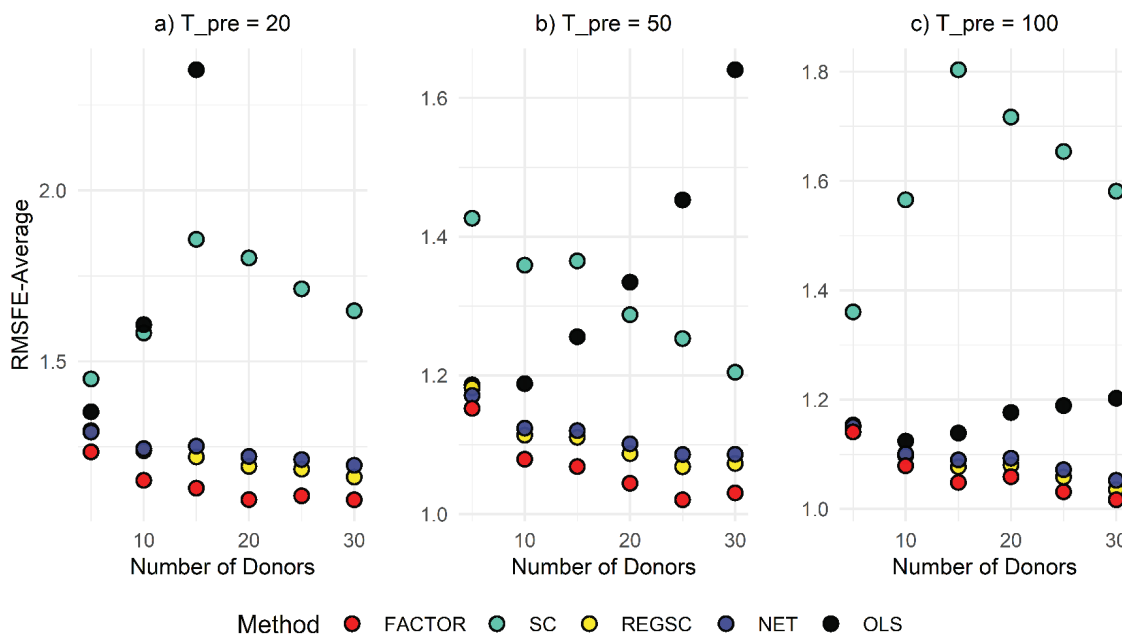 a) T_pre = 20
b) T_pre = 50
c) T_pre = 100
RMSFE-Average
2.0
1.5
1.6
1.4
1.2
1.0
1.8
1.6
1.4
1.2
1.0
10 20 30
10 20 30
10 20 30
Number of Donors
Number of Donors
Number of Donors
Method FACTOR SC REGSC NET OLS